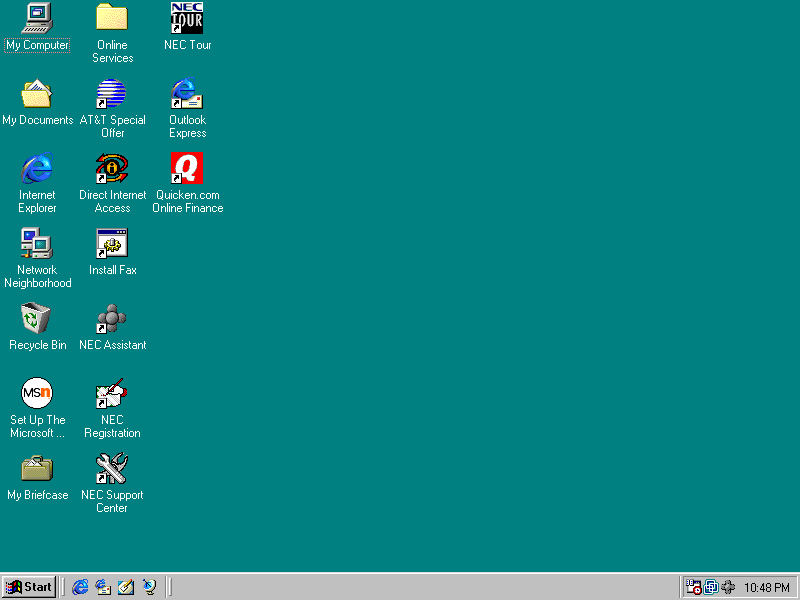 My Computer
Online
Services
NEC
TOUR
NEC Tour
My Documents
AT&T Special
Offer
Outlook
Express
Internet
Explorer
Direct Internet
Access
Q
Quicken.com
Online Finance
Network
Neighborhood
Install Fax
Recycle Bin
NEC Assistant
msn
Set Up The
Microsoft ...
NEC
Registration
My Briefcase
NEC Support
Center
Start
10:48 PM